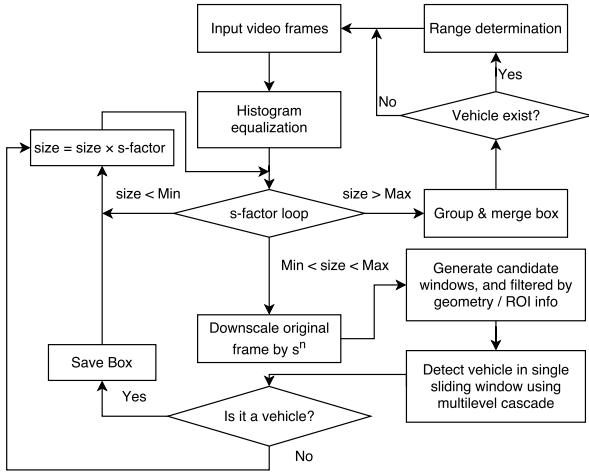 Input video frames
Range determination
Yes
Histogram
equalization
No
Vehicle exist?
size = size × s-factor
size < Min
s-factor loop
size > Max
Group & merge box
Min < size < Max
Generate candidate
windows, and filtered by
geometry / ROI info
Downscale original
frame by sⁿ
Save Box
Detect vehicle in single
sliding window using
multilevel cascade
Yes
Is it a vehicle?
No